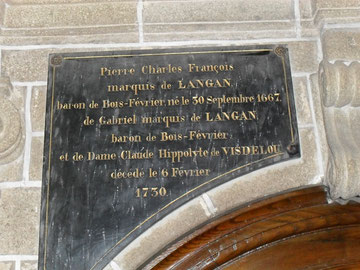 Pierre Charles François
marquis de LANGAN,
baron de Bois-Février né le 30 Septembre 1667
de Gabriel marquis de LANGAN
baron de Bois-Février,
et de Dame Claude Hippolyte de VISDELOU
décédé le 6 Février
1730.